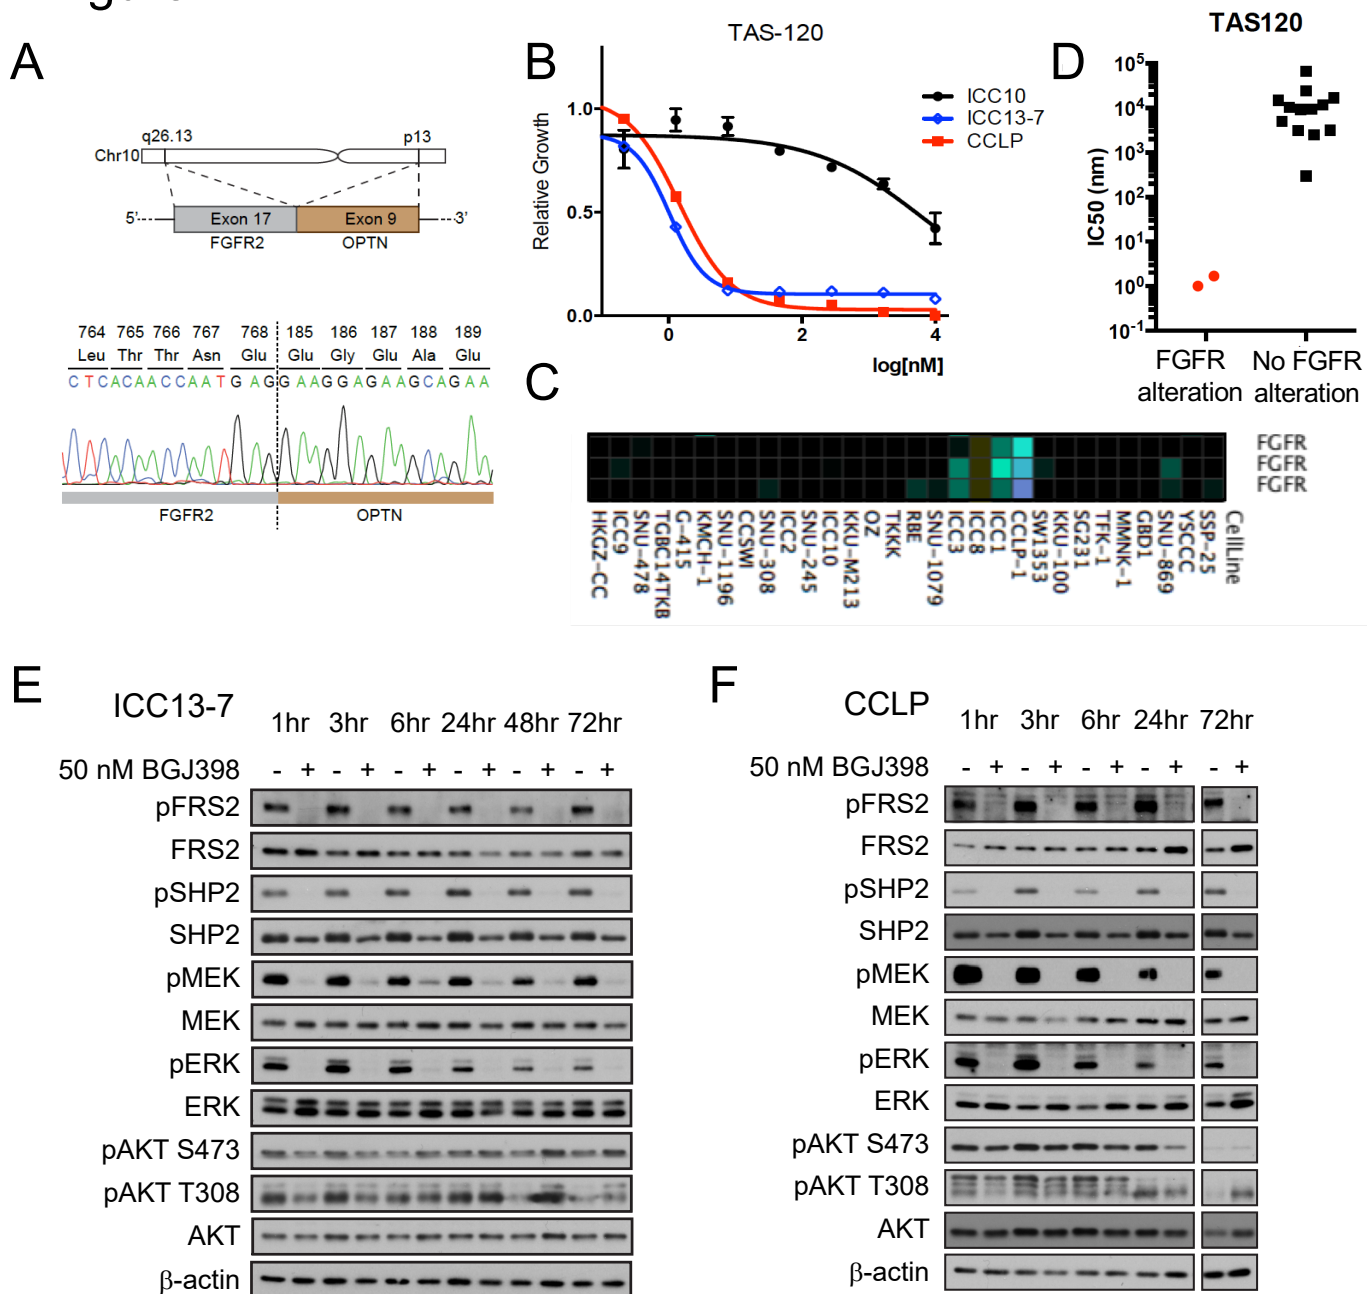 A
q26.13
p13
Chr10
5'
Exon 17
Exon 9
3'
FGFR2
OPTN
764 765 766 767 768 185 186 187 188 189
Leu Thr Thr Asn Glu Glu Gly Glu Ala Glu
CTCACAACCAATGAGGAAGGAGAAGCAGAA
FGFR2
OPTN
B
TAS-120
Relative Growth
1.0
0.5
0.0
0
2
4
log[nM]
ICC10
ICC13-7
CCLP
D
TAS120
IC50 (nm)
10⁵
10⁴
10³
10²
10¹
10⁰
10⁻¹
FGFR
alteration
No FGFR
alteration
C
FGFR
FGFR
FGFR
HKGZ-CC
ICC9
SNU-478
TGBC14TKB
G-415
KMCH-1
SNU-1196
CCSWI
SNU-308
ICC2
SNU-245
ICC10
KKU-M213
OZ
TKKK
RBE
SNU-1079
ICC3
ICC8
ICC1
CCLP-1
SW1353
KKU-100
SG231
TFK-1
MMNK-1
GBD1
SNU-869
YSCCC
SSP-25
CellLine
E
ICC13-7
1hr 3hr 6hr 24hr 48hr 72hr
50 nM BGJ398 - + - + - + - + - + - +
pFRS2
FRS2
pSHP2
SHP2
pMEK
MEK
pERK
ERK
pAKT S473
pAKT T308
AKT
β-actin
F
CCLP
1hr 3hr 6hr 24hr 72hr
50 nM BGJ398 - + - + - + - + - +
pFRS2
FRS2
pSHP2
SHP2
pMEK
MEK
pERK
ERK
pAKT S473
pAKT T308
AKT
β-actin